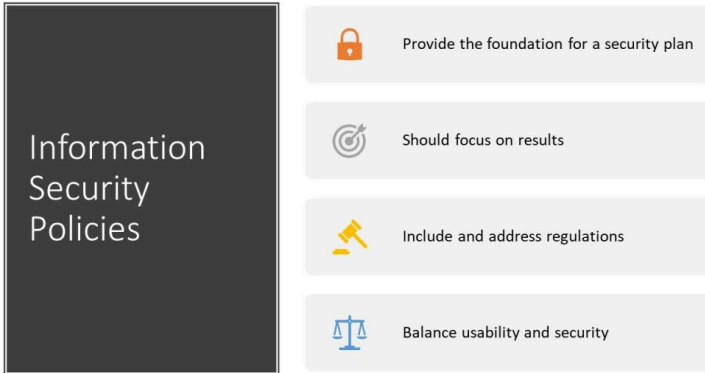 Information
Security
Policies
Provide the foundation for a security plan
Should focus on results
Include and address regulations
Balance usability and security